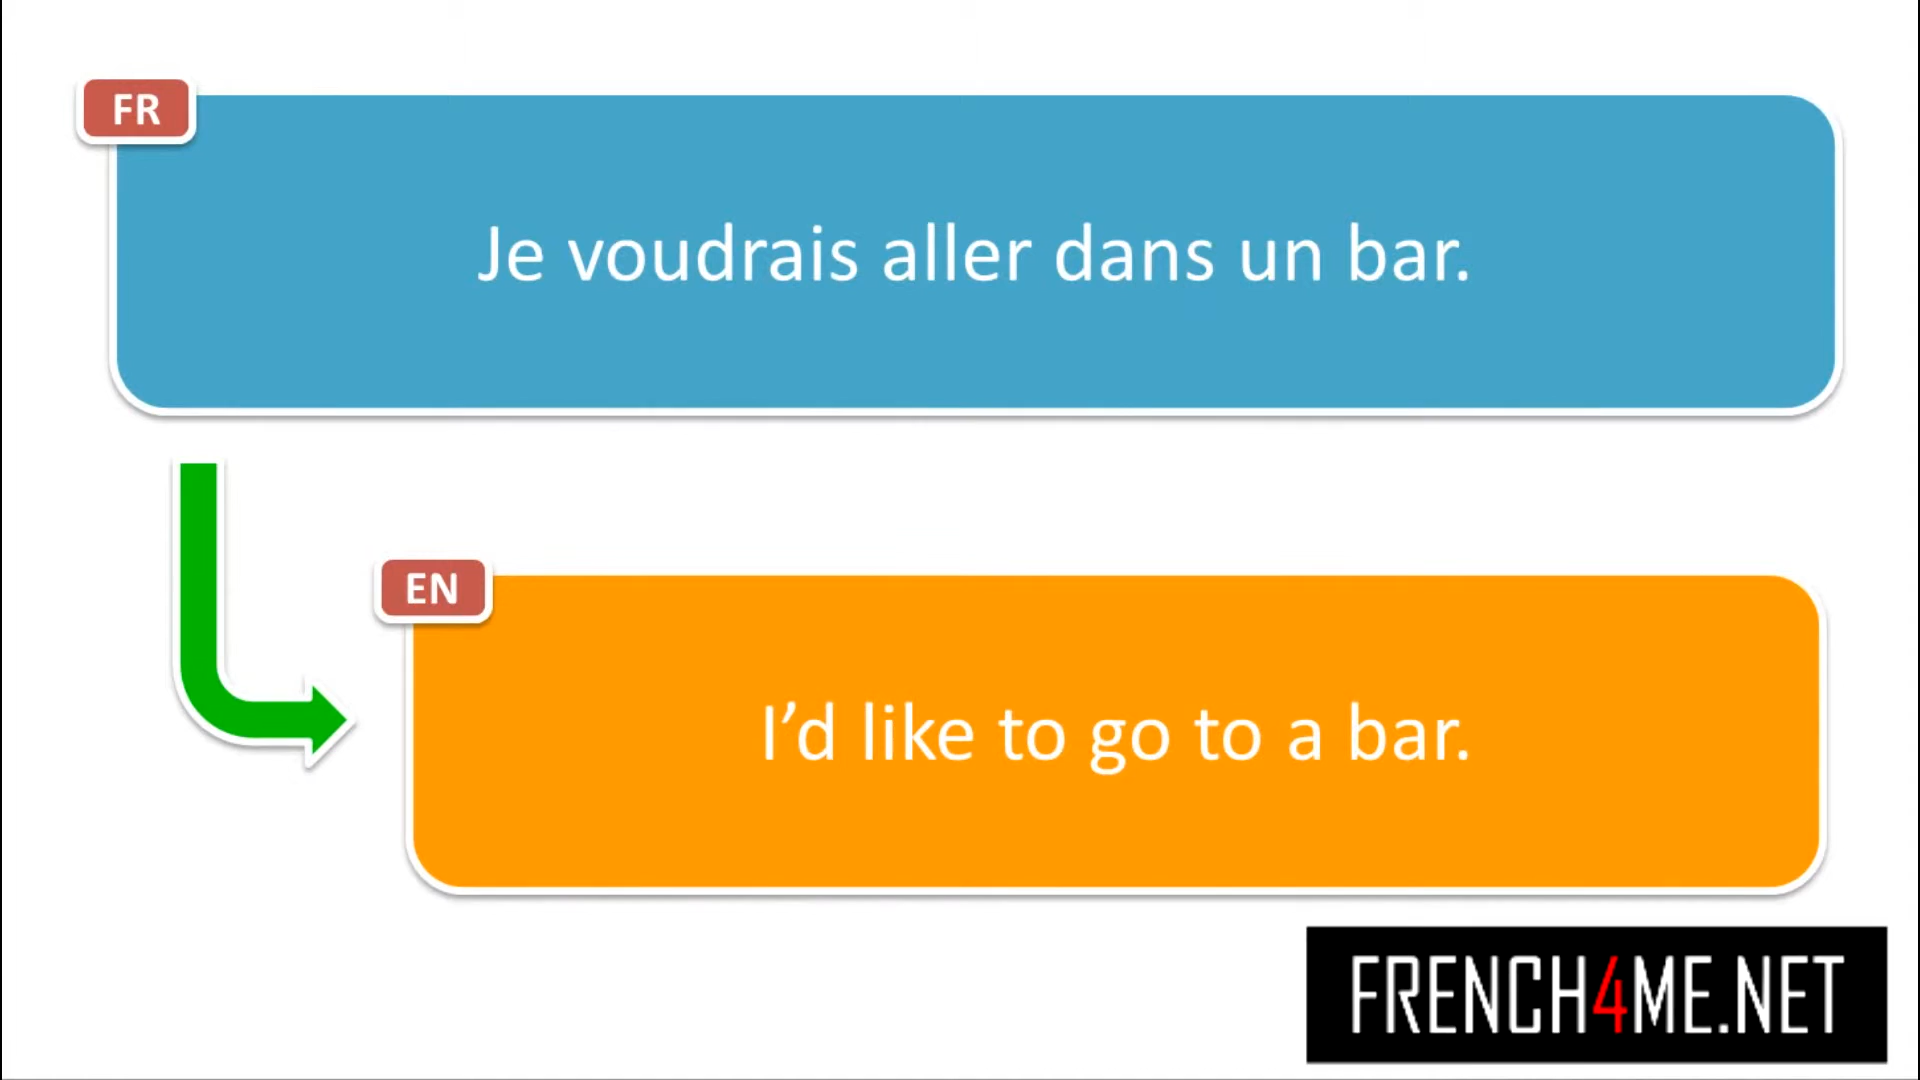 FR
Je voudrais aller dans un bar.
EN
I’d like to go to a bar.
FRENCH4ME.NET